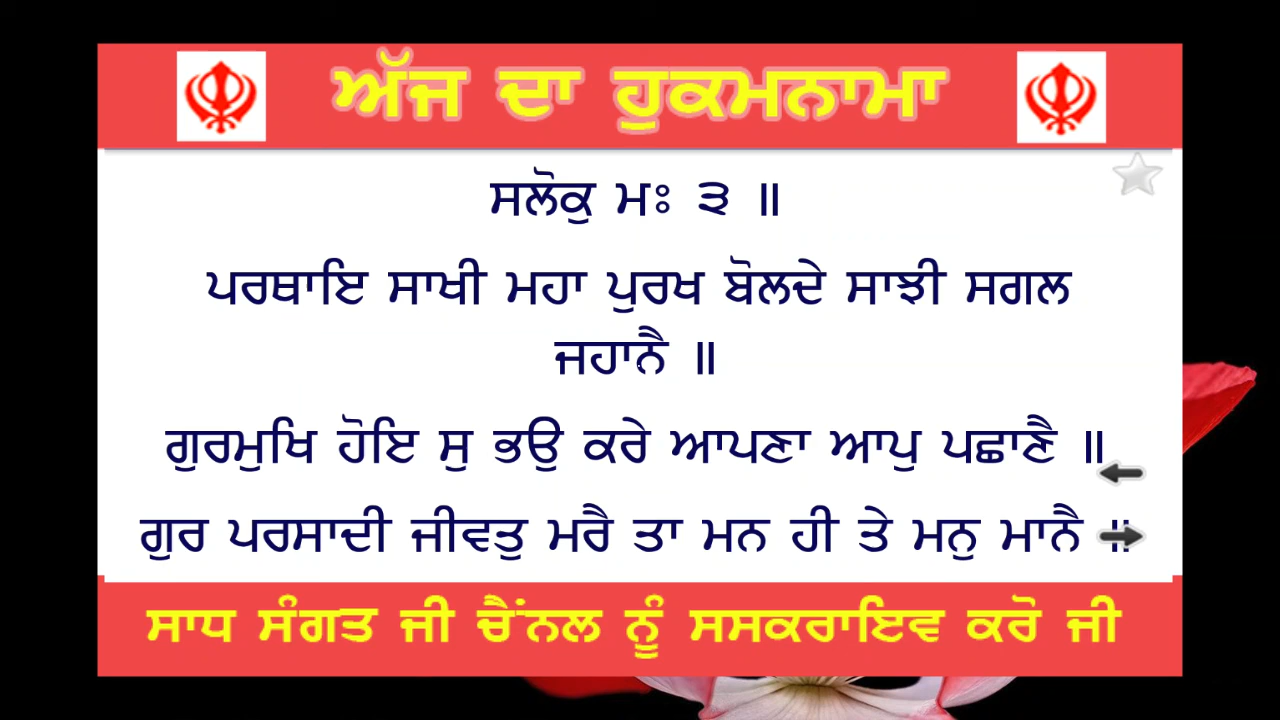 ਅੱਜ ਦਾ ਹੁਕਮਨਾਮਾ
ਸਲੋਕੁ ਮਃ ੩ ॥
ਪਰਥਾਇ ਸਾਖੀ ਮਹਾ ਪੁਰਖ ਬੋਲਦੇ ਸਾਝੀ ਸਗਲ
ਜਹਾਨੈ ॥
ਗੁਰਮੁਖਿ ਹੋਇ ਸੁ ਭਉ ਕਰੇ ਆਪਣਾ ਆਪੁ ਪਛਾਣੈ ॥
ਗੁਰ ਪਰਸਾਦੀ ਜੀਵਤੁ ਮਰੈ ਤਾ ਮਨ ਹੀ ਤੇ ਮਨੁ ਮਾਨੈ ॥
ਸਾਧ ਸੰਗਤ ਜੀ ਚੈਂਨਲ ਨੂੰ ਸਸਕਰਾਇਵ ਕਰੋ ਜੀ